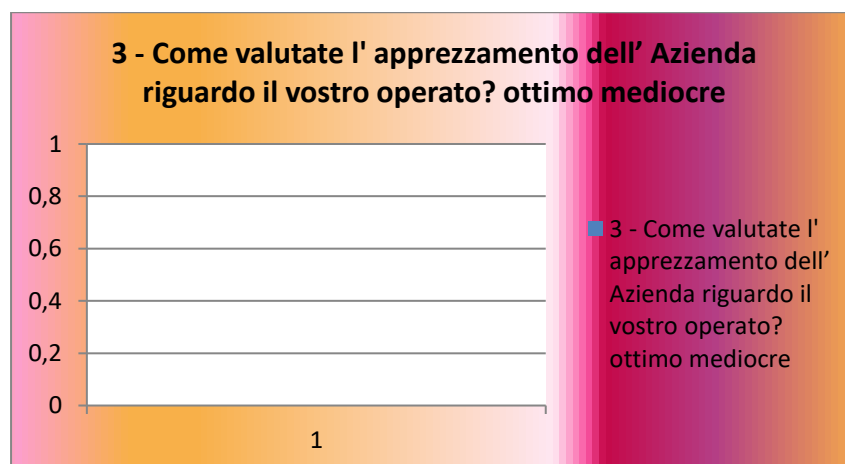 3 - Come valutate l' apprezzamento dell’ Azienda
riguardo il vostro operato? ottimo mediocre
1
0,8
0,6
0,4
0,2
0
1
3 - Come valutate l'
apprezzamento dell’
Azienda riguardo il
vostro operato?
ottimo mediocre